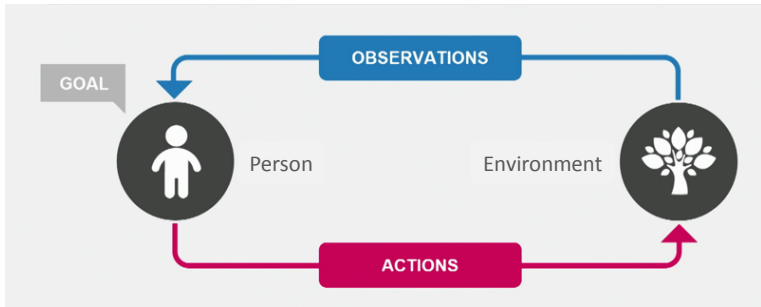 OBSERVATIONS
GOAL
Person
Environment
ACTIONS